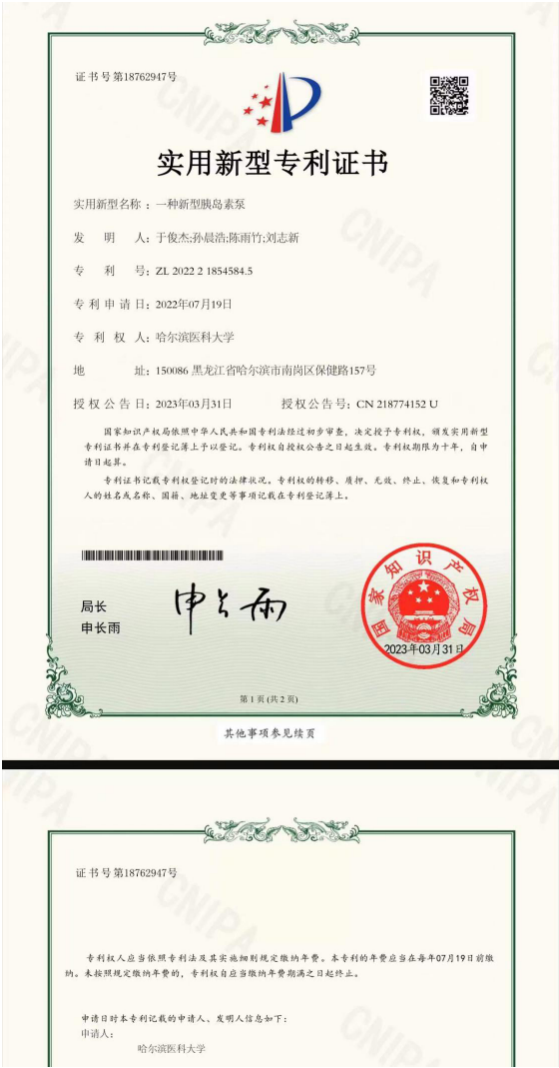 证书号第18762947号
实用新型专利证书
实用新型名称：一种新型胰岛素泵
发明人：于俊杰;孙晨浩;陈雨竹;刘志新
专利号：ZL 2022 2 1854584.5
专利申请日：2022年07月19日
专利权人：哈尔滨医科大学
地址：150086 黑龙江省哈尔滨市南岗区保健路157号
授权公告日：2023年03月31日 授权公告号：CN 218774152 U
国家知识产权局依照中华人民共和国专利法经过初步审查，决定授予专利权，颁发实用新型
专利证书并在专利登记簿上予以登记。专利权自授权公告之日起生效。专利权期限为十年，自申
请日起算。
专利证书记载专利权登记时的法律状况。专利权的转移、质押、无效、终止、恢复和专利权
人的姓名或名称、国籍、地址变更等事项记载在专利登记簿上。
局长
申长雨
申长雨
国家知识产权局
2023年03月31日
第1页(共2页)
其他事项参见续页
证书号第18762947号
专利权人应当依照专利法及其实施细则规定缴纳年费。本专利的年费应当在每年07月19日前缴
纳。未按照规定缴纳年费的，专利权自应当缴纳年费期满之日起终止。
申请日时本专利记载的申请人、发明人信息如下：
申请人：
哈尔滨医科大学
CNIPA